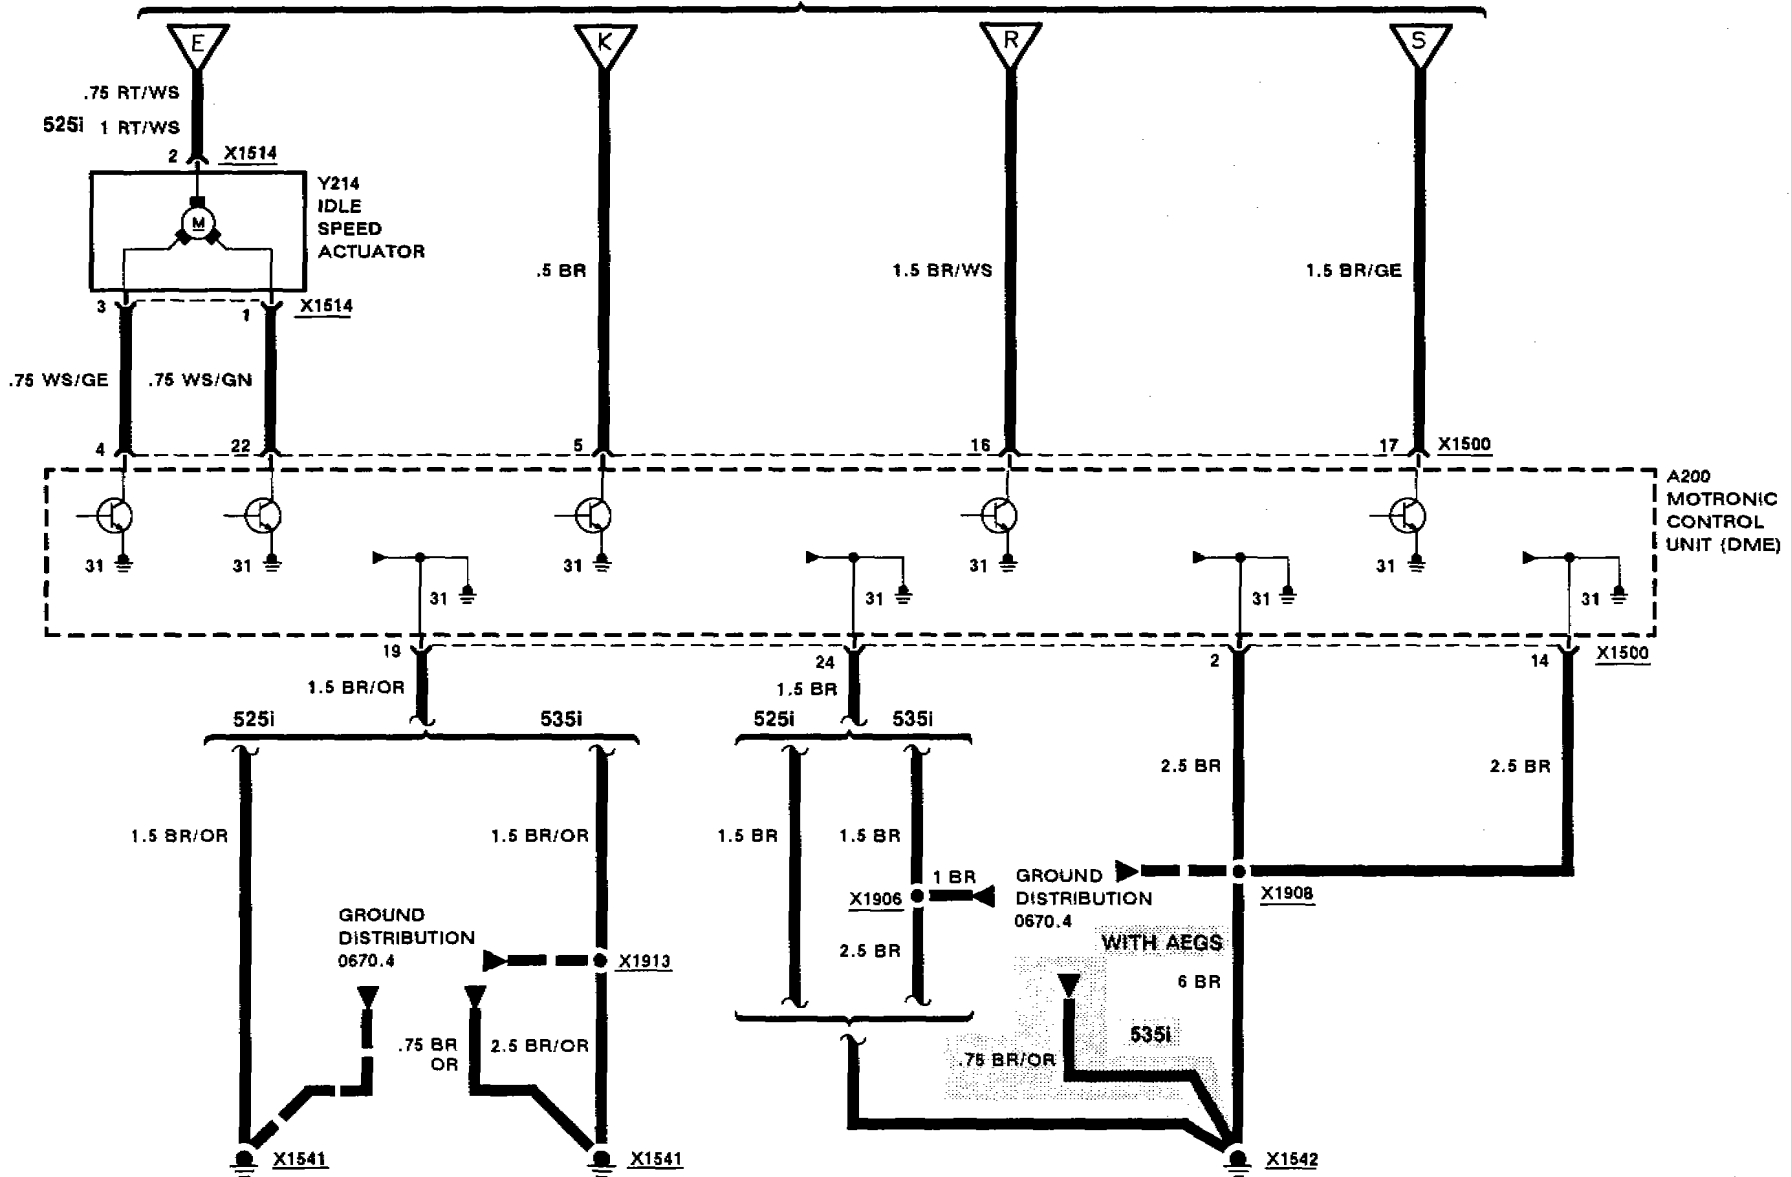 E
K
R
S
.75 RT/WS
525i 1 RT/WS
2
X1514
Y214
IDLE
SPEED
ACTUATOR
M
.5 BR
1.5 BR/WS
1.5 BR/GE
3
1
X1514
.75 WS/GE
.75 WS/GN
4
22
5
16
17
X1500
A200
MOTRONIC
CONTROL
UNIT (DME)
31
31
31
31
31
31
31
31
31
19
24
2
14
X1500
1.5 BR/OR
1.5 BR
525i
535i
525i
535i
2.5 BR
2.5 BR
1.5 BR/OR
1.5 BR/OR
1.5 BR
1.5 BR
1 BR
X1906
GROUND
DISTRIBUTION
0670.4
X1908
GROUND
DISTRIBUTION
0670.4
X1913
2.5 BR
WITH AEGS
6 BR
535i
.75 BR
OR
2.5 BR/OR
.75 BR/OR
X1541
X1541
X1542